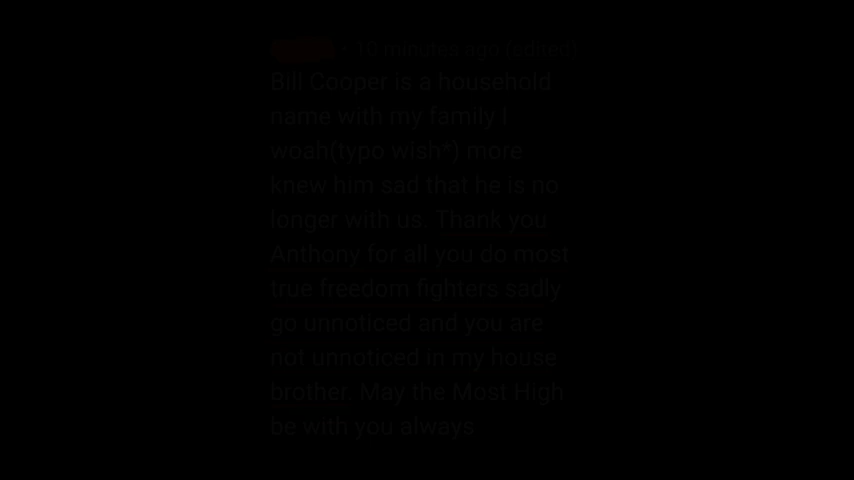 · 10 minutes ago (edited)
Bill Cooper is a household
name with my family I
woah(typo wish*) more
knew him sad that he is no
longer with us. Thank you
Anthony for all you do most
true freedom fighters sadly
go unnoticed and you are
not unnoticed in my house
brother. May the Most High
be with you always